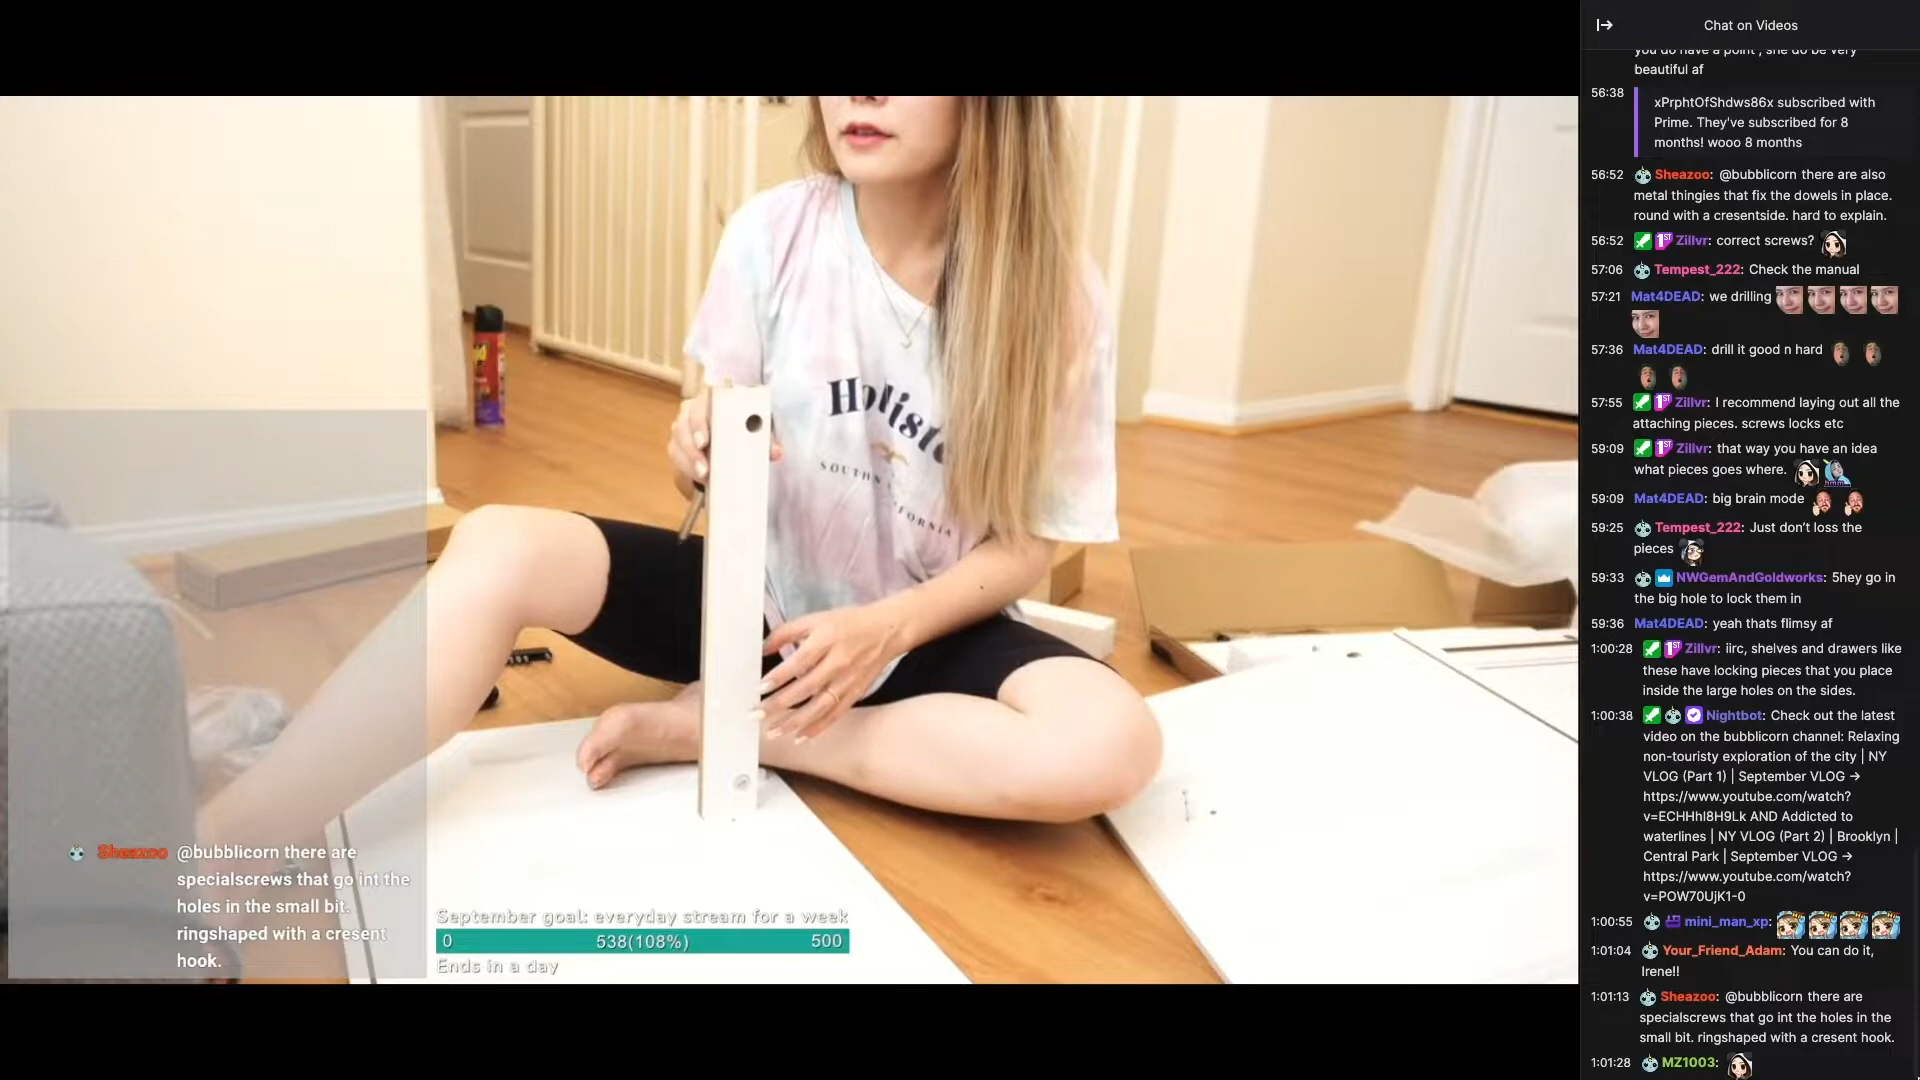 Chat on Videos
you do have a point , she do be very
beautiful af
56:38
xPrphtOfShdws86x subscribed with
Prime. They've subscribed for 8
months! wooo 8 months
56:52 Sheazoo: @bubblicorn there are also
metal thingies that fix the dowels in place.
round with a cresentside. hard to explain.
56:52 1ST Zillvr: correct screws?
57:06 Tempest_222: Check the manual
57:21 Mat4DEAD: we drilling
57:36 Mat4DEAD: drill it good n hard
57:55 1ST Zillvr: I recommend laying out all the
attaching pieces. screws locks etc
59:09 1ST Zillvr: that way you have an idea
what pieces goes where.
59:09 Mat4DEAD: big brain mode
59:25 Tempest_222: Just don't loss the
pieces
59:33 NWGemAndGoldworks: 5hey go in
the big hole to lock them in
59:36 Mat4DEAD: yeah thats flimsy af
1:00:28 1ST Zillvr: iirc, shelves and drawers like
these have locking pieces that you place
inside the large holes on the sides.
1:00:38 Nightbot: Check out the latest
video on the bubblicorn channel: Relaxing
non-touristy exploration of the city | NY
VLOG (Part 1) | September VLOG →
https://www.youtube.com/watch?
v=ECHHhl8H9Lk AND Addicted to
waterlines | NY VLOG (Part 2) | Brooklyn |
Central Park | September VLOG →
https://www.youtube.com/watch?
v=POW70UjK1-0
1:00:55 mini_man_xp:
1:01:04 Your_Friend_Adam: You can do it,
Irene!!
1:01:13 Sheazoo: @bubblicorn there are
specialscrews that go int the holes in the
small bit. ringshaped with a cresent hook.
1:01:28 MZ1003:
Sheazoo @bubblicorn there are
specialscrews that go int the
holes in the small bit.
ringshaped with a cresent
hook.
September goal: everyday stream for a week
0 538(108%) 500
Ends in a day